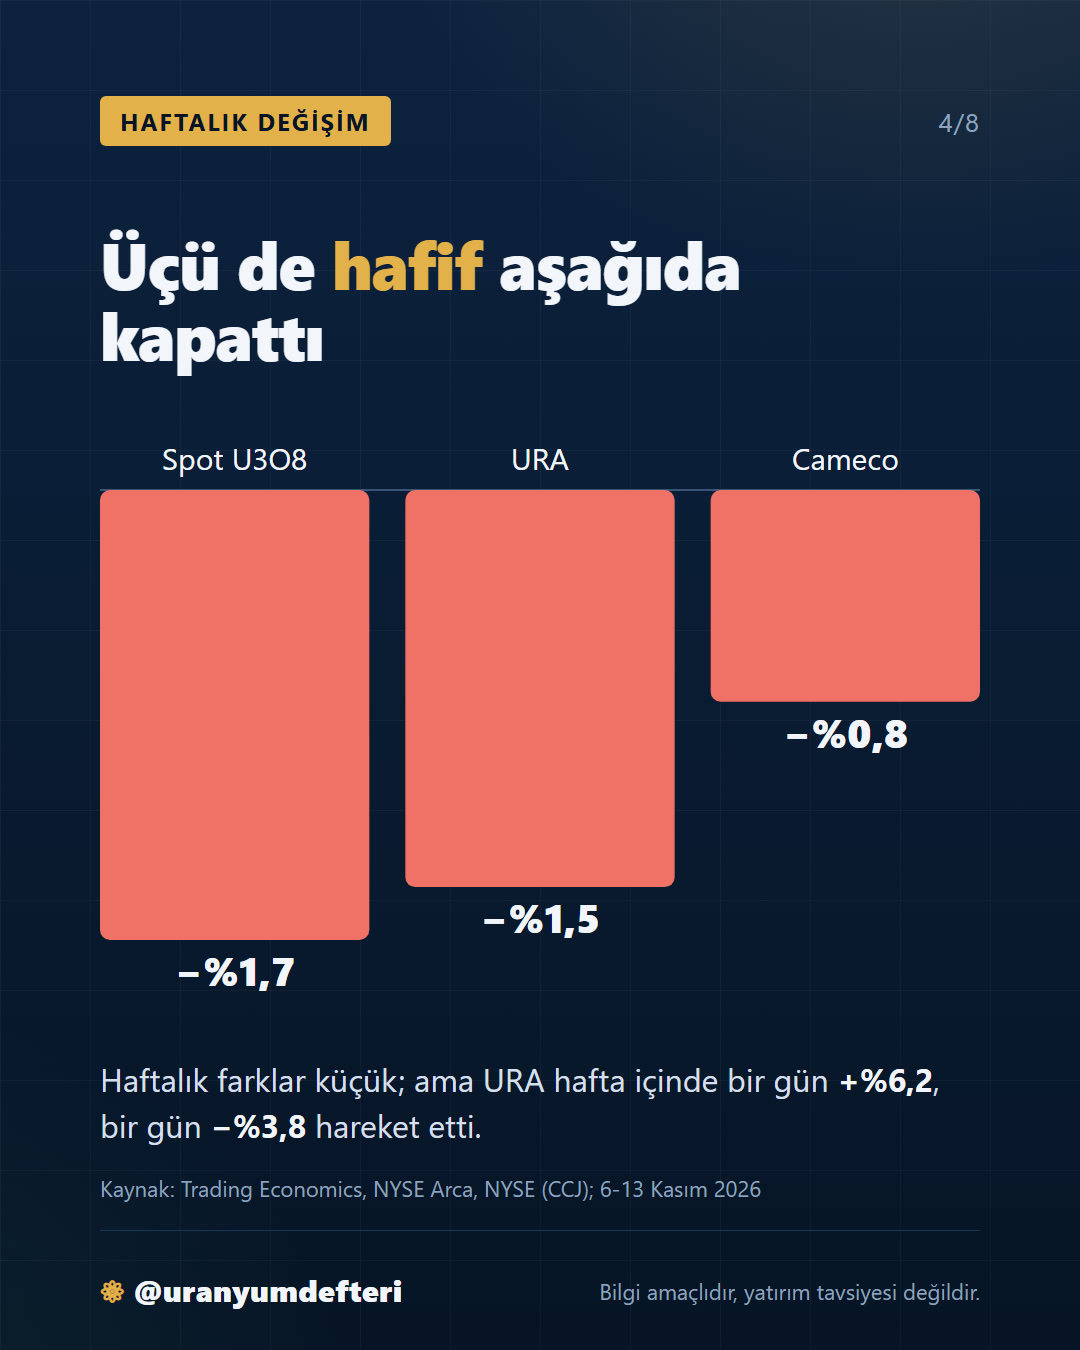 HAFTALIK DEĞİŞİM
4/8
Üçü de hafif aşağıda
kapattı
Spot U3O8
URA
Cameco
−%0,8
−%1,5
−%1,7
Haftalık farklar küçük; ama URA hafta içinde bir gün +%6,2,
bir gün −%3,8 hareket etti.
Kaynak: Trading Economics, NYSE Arca, NYSE (CCJ); 6-13 Kasım 2026
@uranyumdefteri
Bilgi amaçlıdır, yatırım tavsiyesi değildir.